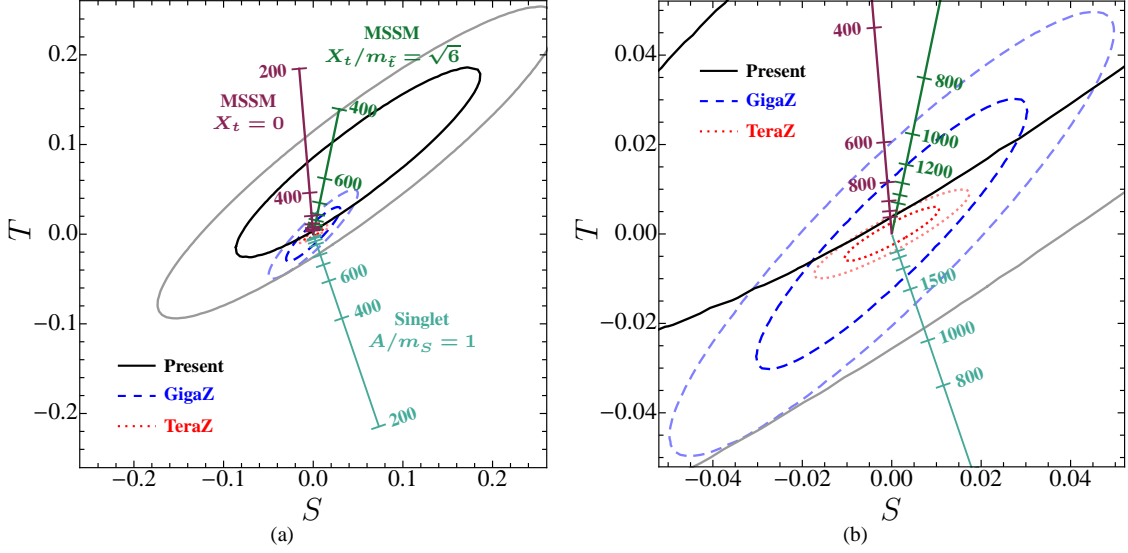 MSSM
X_t/m_{\tilde{t}} = √6
200
MSSM
X_t = 0
400
600
400
600
400
200
Singlet
A/m_S = 1
Present
GigaZ
TeraZ
0.2
0.1
0.0
−0.1
−0.2
T
−0.2
−0.1
0.0
0.1
0.2
S
(a)
400
800
600
1000
1200
800
1500
1000
800
Present
GigaZ
TeraZ
0.04
0.02
0.00
−0.02
−0.04
T
−0.04
−0.02
0.00
0.02
0.04
S
(b)